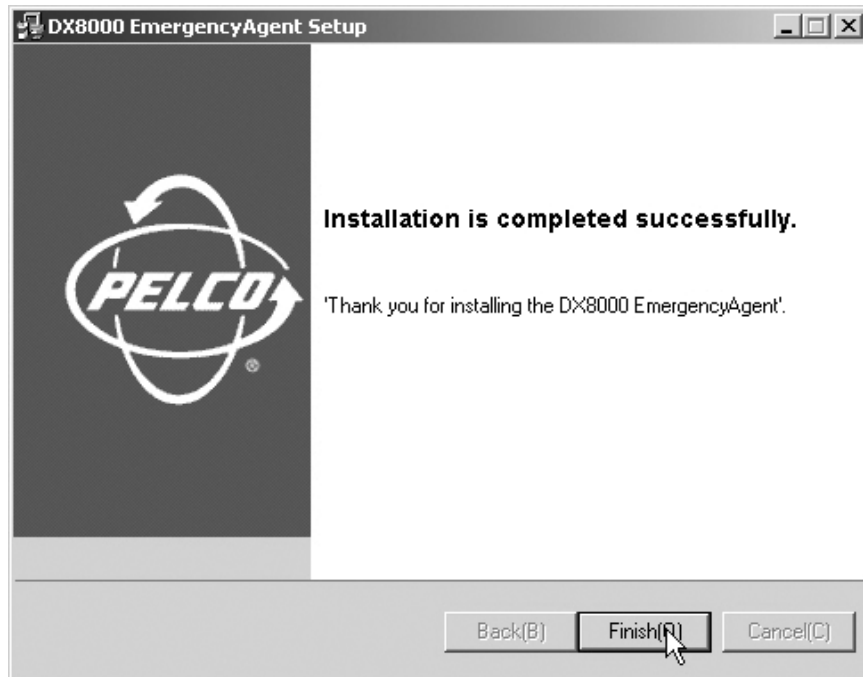 DX8000 EmergencyAgent Setup
PELCO
®
Installation is completed successfully.
'Thank you for installing the DX8000 EmergencyAgent'.
Back(B)
Cancel(C)